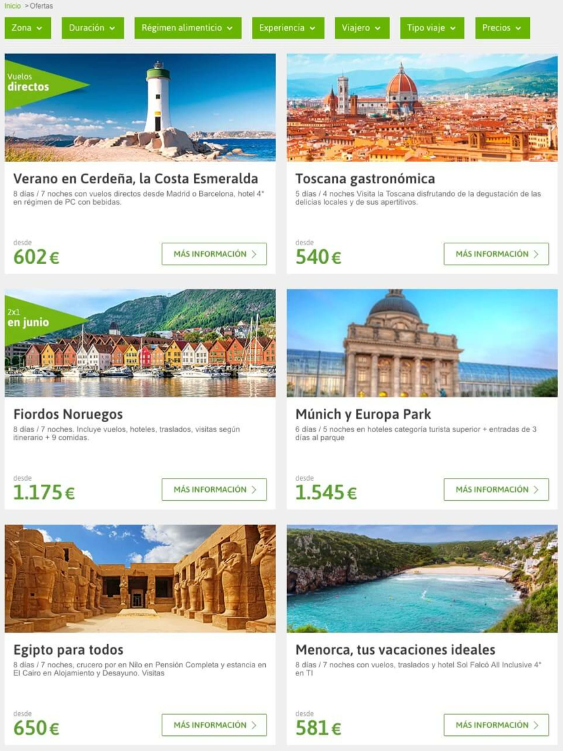 Inicio > Ofertas
Zona Duración Régimen alimenticio Experiencia Viajero Tipo viaje Precios
Vuelos
directos
Verano en Cerdeña, la Costa Esmeralda
8 días / 7 noches con vuelos directos desde Madrid o Barcelona, hotel 4*
en régimen de PC con bebidas.
desde
602€
MÁS INFORMACIÓN >
Toscana gastronómica
5 días / 4 noches Visita la Toscana disfrutando de la degustación de las
delicias locales y de sus apertitivos.
desde
540€
MÁS INFORMACIÓN >
2x1
en junio
Fiordos Noruegos
8 días / 7 noches. Incluye vuelos, hoteles, traslados, visitas según
itinerario + 9 comidas.
desde
1.175€
MÁS INFORMACIÓN >
Múnich y Europa Park
6 días / 5 noches en hoteles categoría turista superior + entradas de 3
días al parque
desde
1.545€
MÁS INFORMACIÓN >
Egipto para todos
8 días / 7 noches, crucero por en Nilo en Pensión Completa y estancia en
El Cairo en Alojamiento y Desayuno. Visitas
desde
650€
MÁS INFORMACIÓN >
Menorca, tus vacaciones ideales
8 días / 7 noches con vuelos, traslados y hotel Sol Falcó All Inclusive 4*
en TI
desde
581€
MÁS INFORMACIÓN >